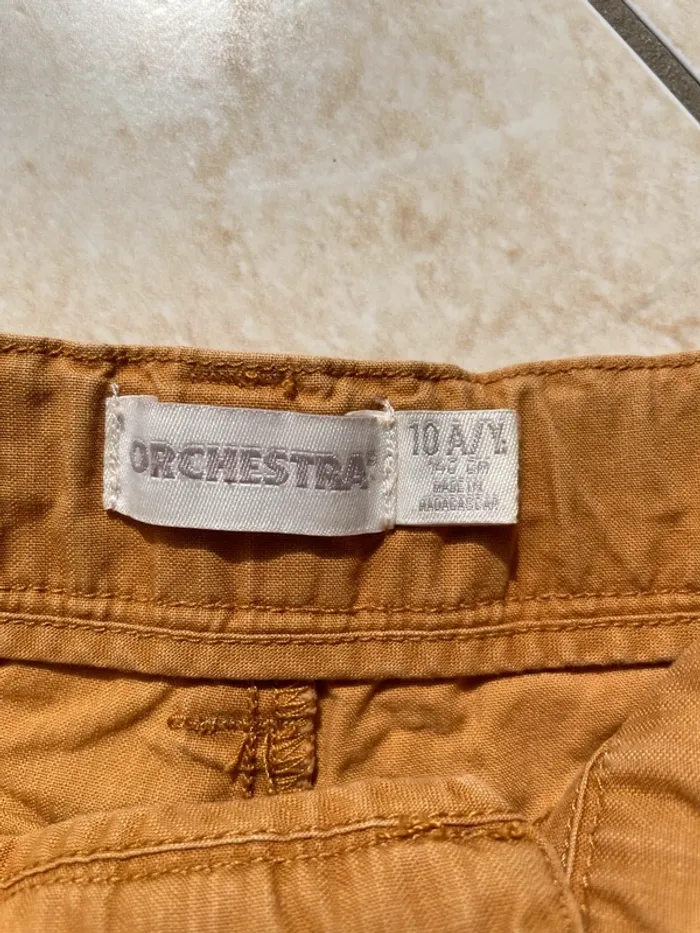 ORCHESTRA
10 A/Y.
140 cm
MADE IN
MADAGASCAR